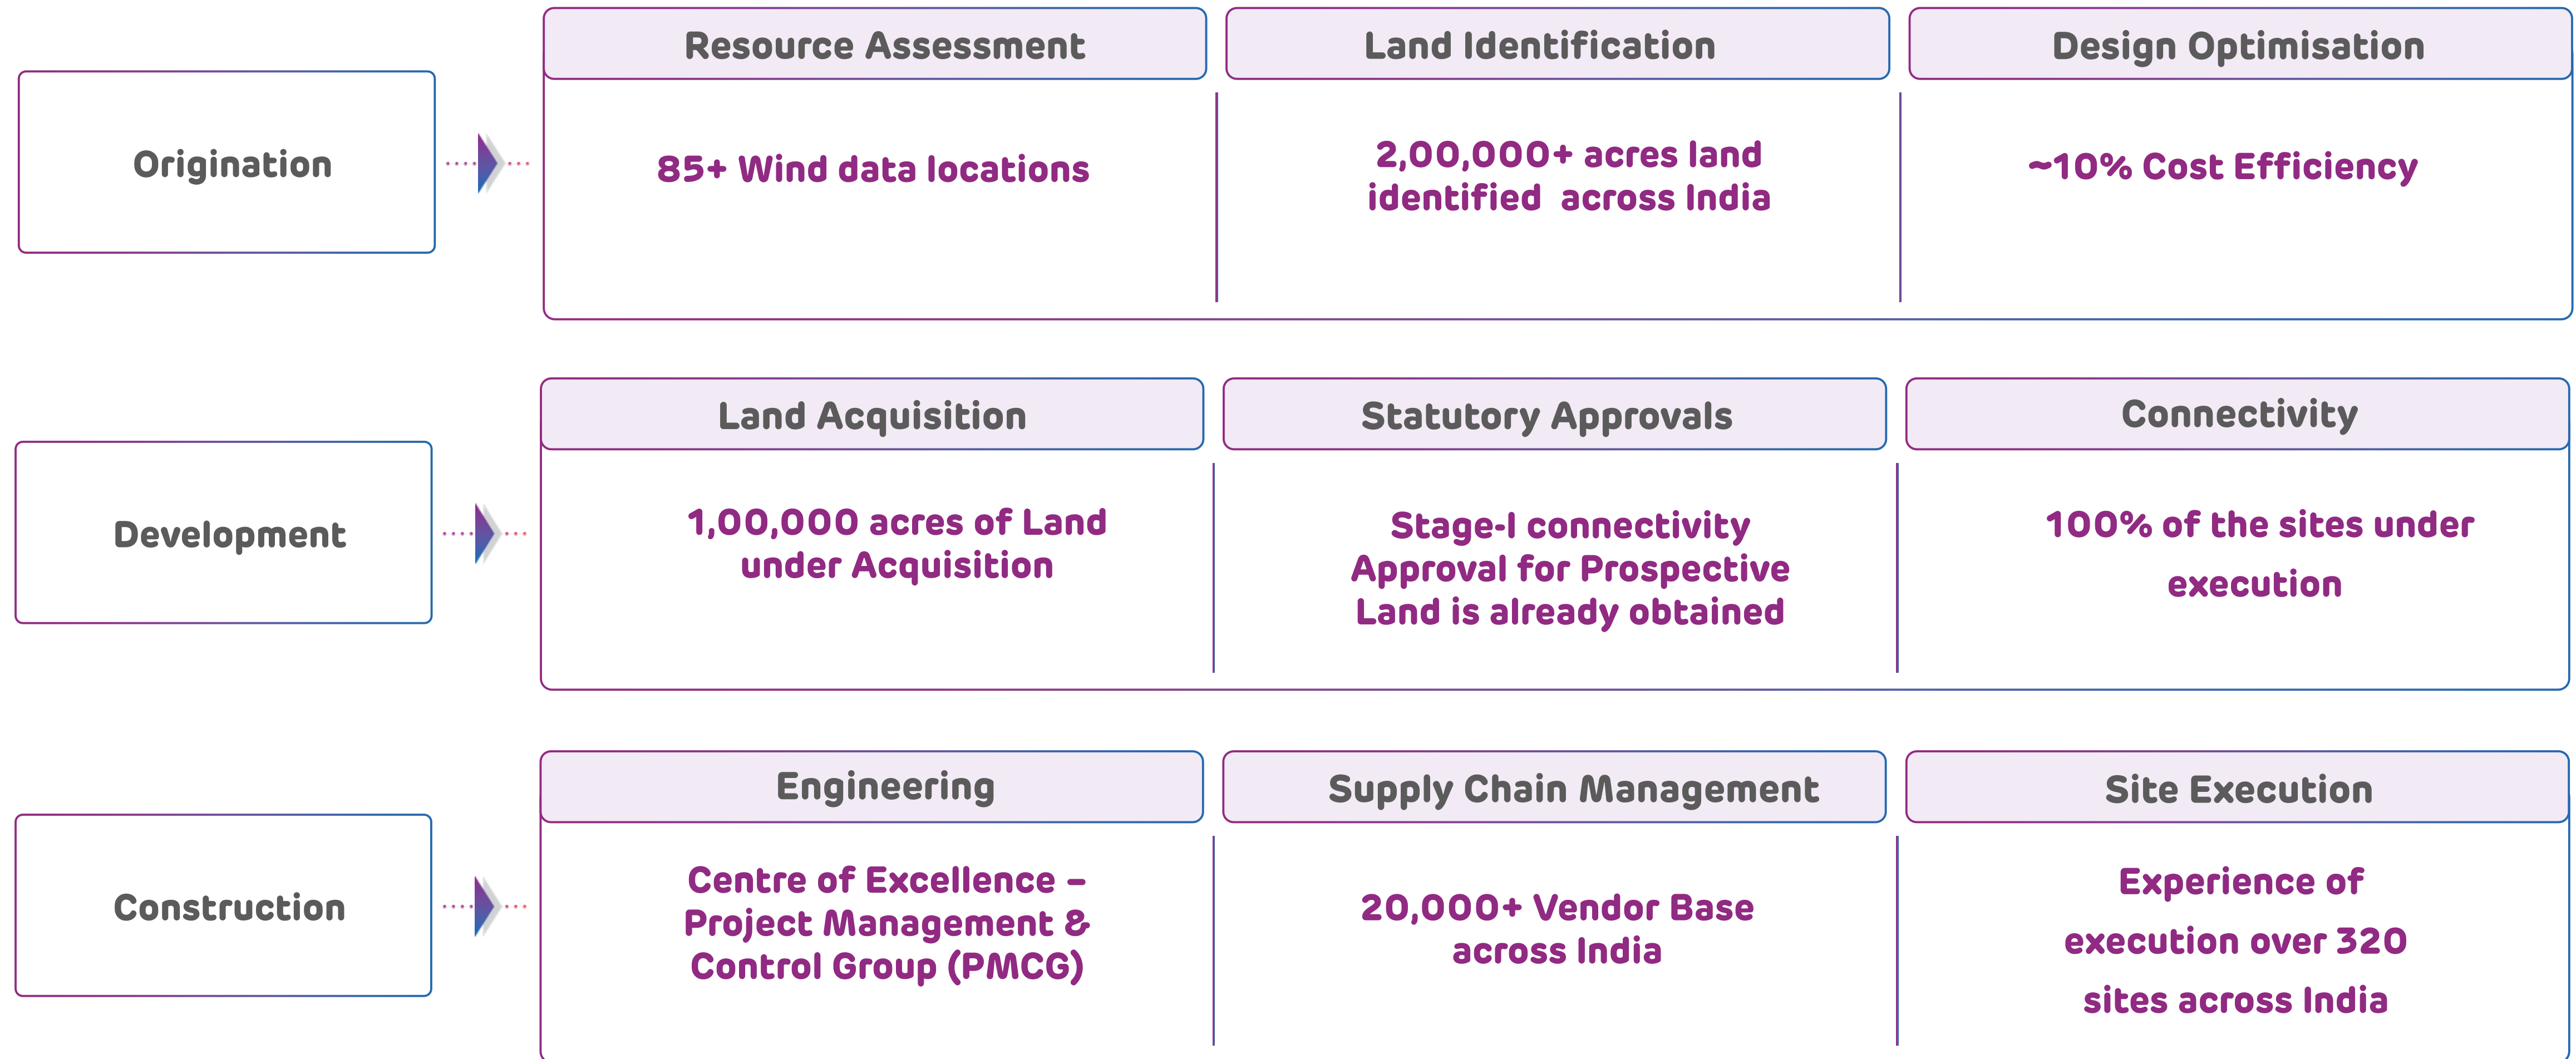 Resource Assessment
Land Identification
Design Optimisation
Origination
85+ Wind data locations
2,00,000+ acres land
identified across India
~10% Cost Efficiency
Land Acquisition
Statutory Approvals
Connectivity
Development
1,00,000 acres of Land
under Acquisition
Stage-I connectivity
Approval for Prospective
Land is already obtained
100% of the sites under
execution
Engineering
Supply Chain Management
Site Execution
Construction
Centre of Excellence –
Project Management &
Control Group (PMCG)
20,000+ Vendor Base
across India
Experience of
execution over 320
sites across India